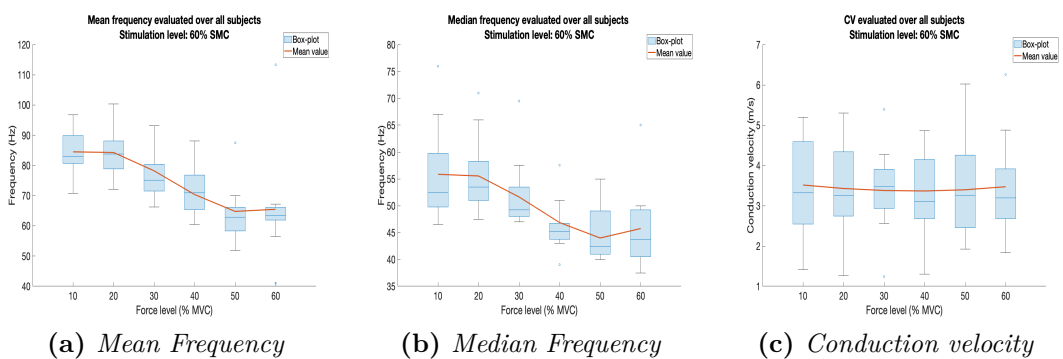 Mean frequency evaluated over all subjects
Stimulation level: 60% SMC
Box-plot
Mean value
Frequency (Hz)
120
110
100
90
80
70
60
50
40
10 20 30 40 50 60
Force level (% MVC)
(a) Mean Frequency
Median frequency evaluated over all subjects
Stimulation level: 60% SMC
Box-plot
Mean value
Frequency (Hz)
80
75
70
65
60
55
50
45
40
35
10 20 30 40 50 60
Force level (% MVC)
(b) Median Frequency
CV evaluated over all subjects
Stimulation level: 60% SMC
Box-plot
Mean value
Conduction velocity (m/s)
7
6
5
4
3
2
1
10 20 30 40 50 60
Force level (% MVC)
(c) Conduction velocity